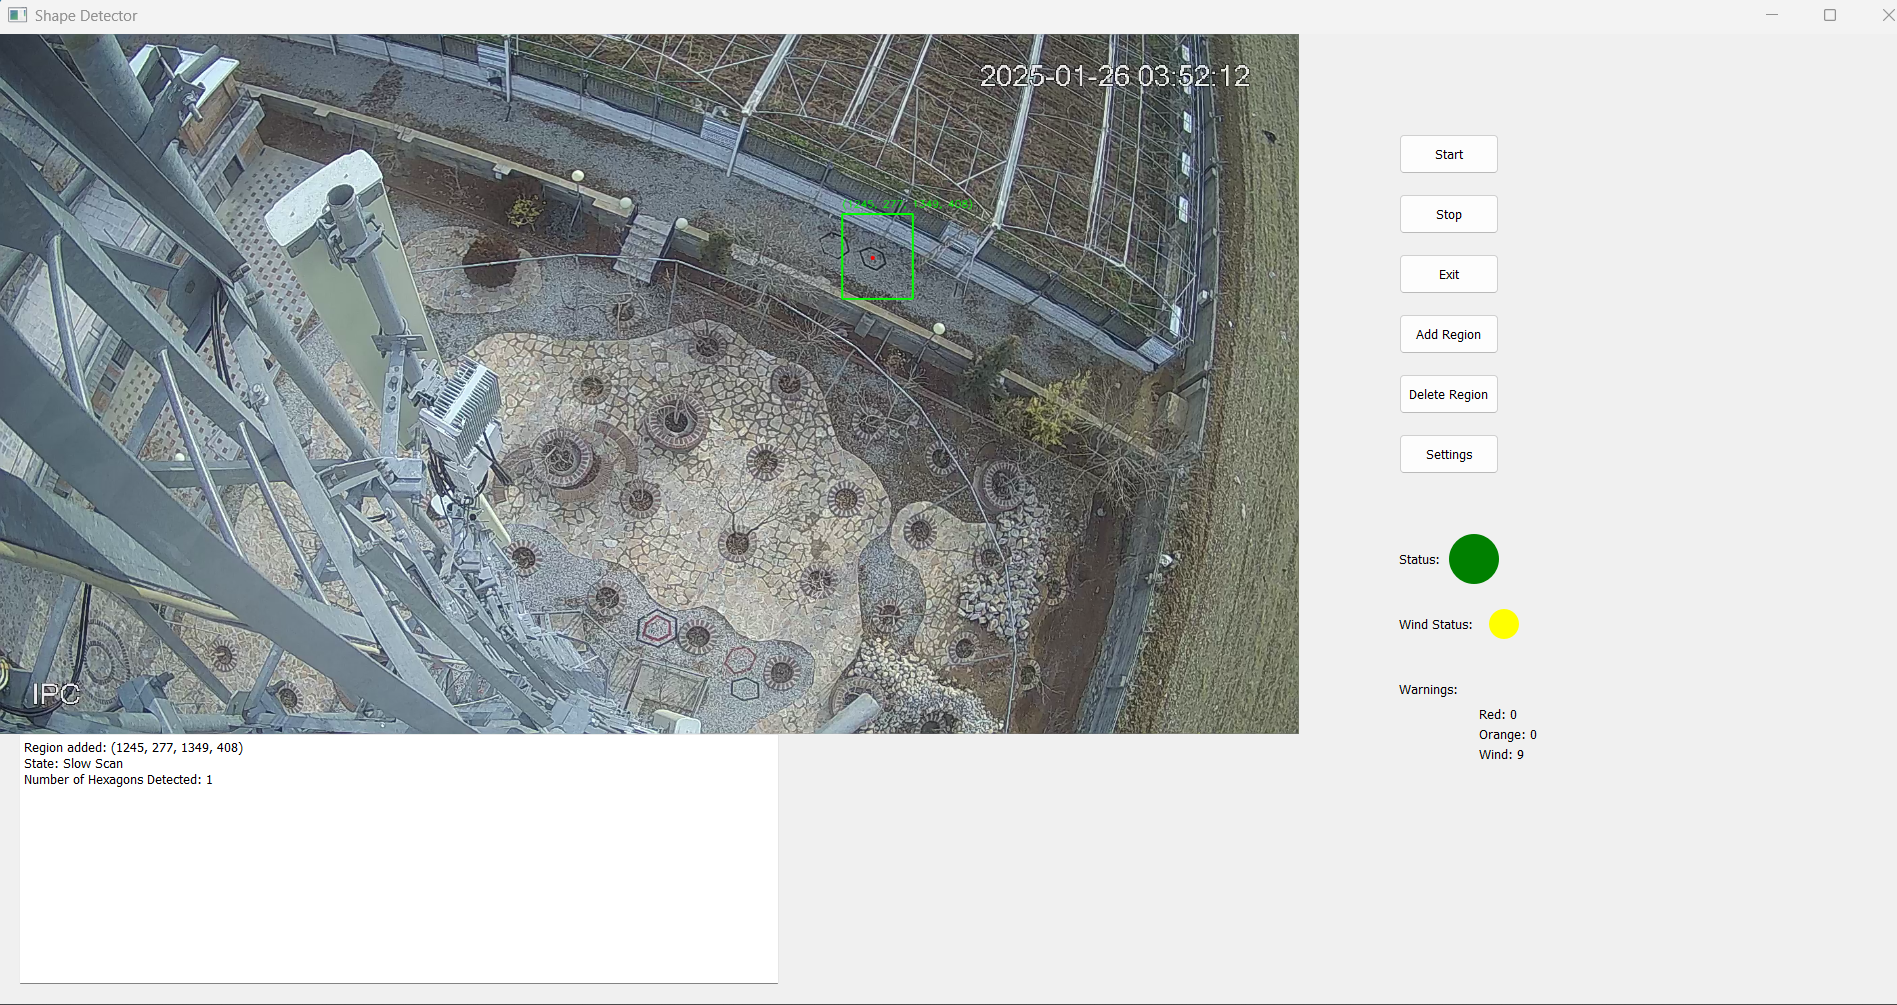 Shape Detector
2025-01-26 03:52:12
(1245, 277, 1349, 408)
IPC
Start
Stop
Exit
Add Region
Delete Region
Settings
Status:
Wind Status:
Warnings:
Red: 0
Orange: 0
Wind: 9
Region added: (1245, 277, 1349, 408)
State: Slow Scan
Number of Hexagons Detected: 1